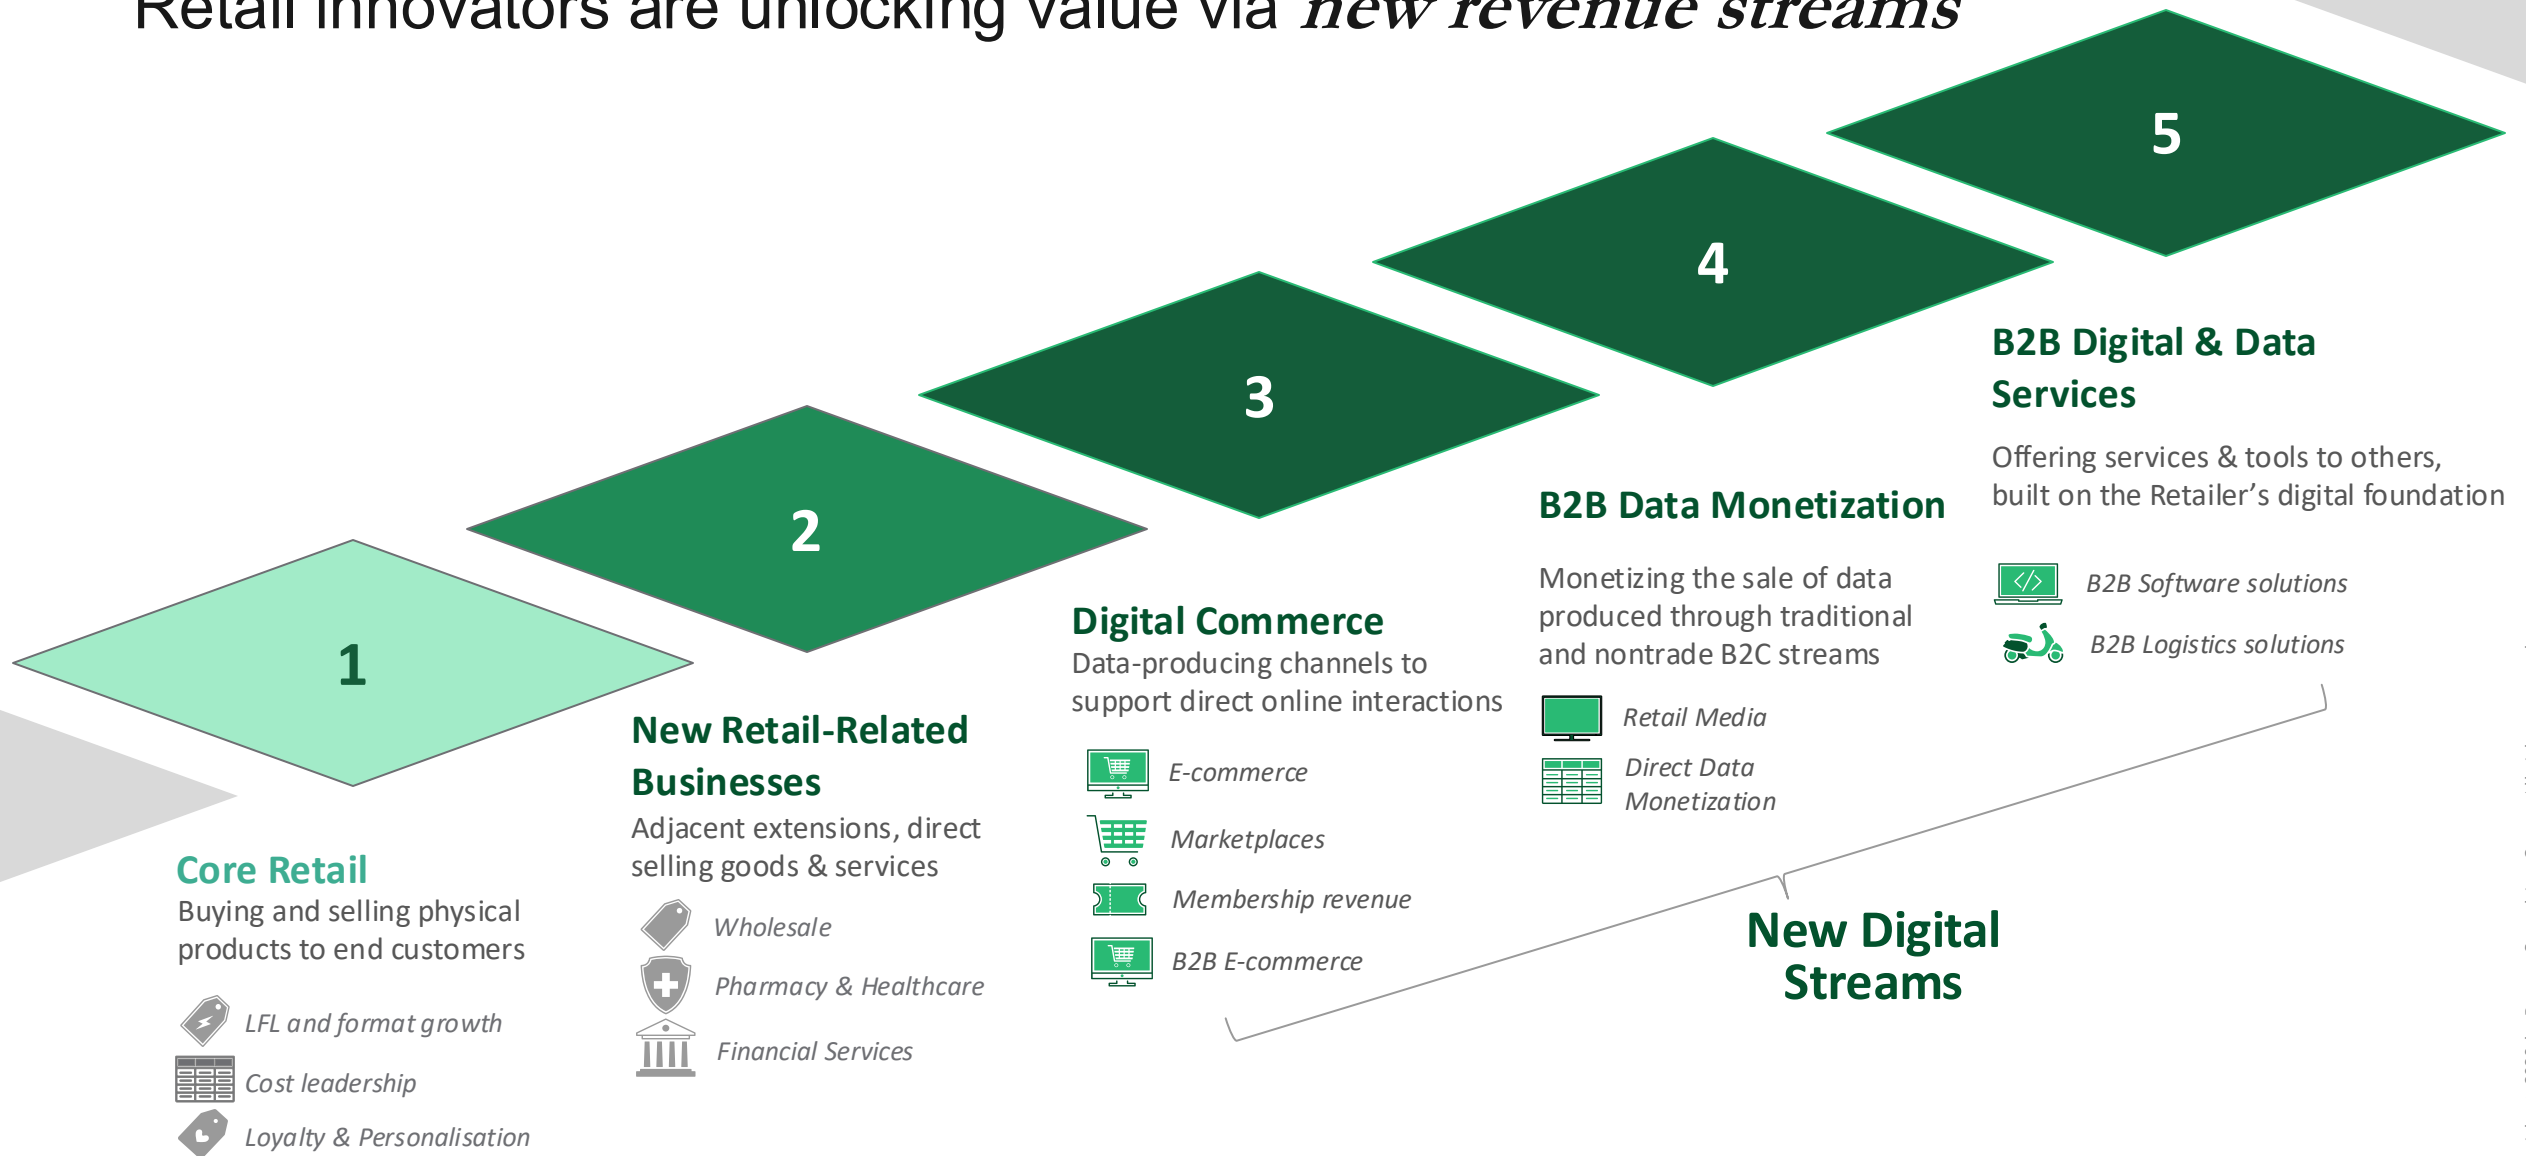 Retail innovators are unlocking value via new revenue streams
1
Core Retail
Buying and selling physical
products to end customers
LFL and format growth
Cost leadership
Loyalty & Personalisation
2
New Retail-Related
Businesses
Adjacent extensions, direct
selling goods & services
Wholesale
Pharmacy & Healthcare
Financial Services
3
Digital Commerce
Data-producing channels to
support direct online interactions
E-commerce
Marketplaces
Membership revenue
B2B E-commerce
4
B2B Data Monetization
Monetizing the sale of data
produced through traditional
and nontrade B2C streams
Retail Media
Direct Data
Monetization
5
B2B Digital & Data
Services
Offering services & tools to others,
built on the Retailer’s digital foundation
B2B Software solutions
B2B Logistics solutions
New Digital
Streams